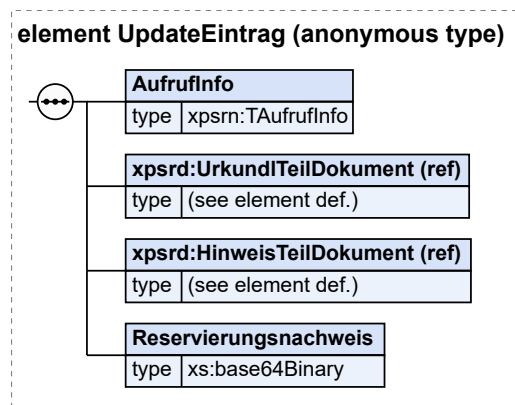 element UpdateEintrag (anonymous type)
AufrufInfo
type xpsrn:TAufrufInfo
xpsrd:UrkundlTeilDokument (ref)
type (see element def.)
xpsrd:HinweisTeilDokument (ref)
type (see element def.)
Reservierungsnachweis
type xs:base64Binary